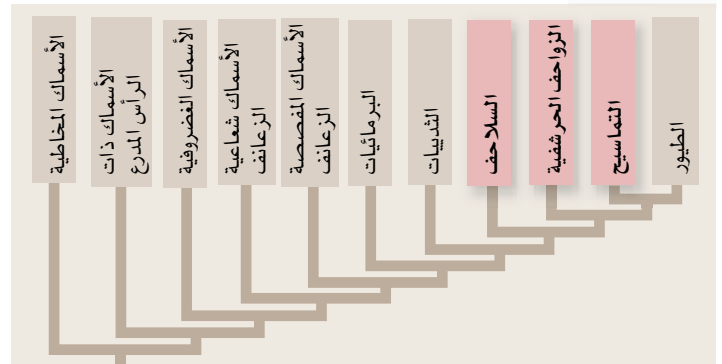 الأسماك المخاطية
الأسماك ذات
الرأس المدرع
الأسماك الغضروفية
الأسماك شعاعية
الزعانف
الأسماك المفصصة
الزعانف
البرمائيات
الثدييات
السلاحف
الزواحف الحرشفية
التماسيح
الطيور